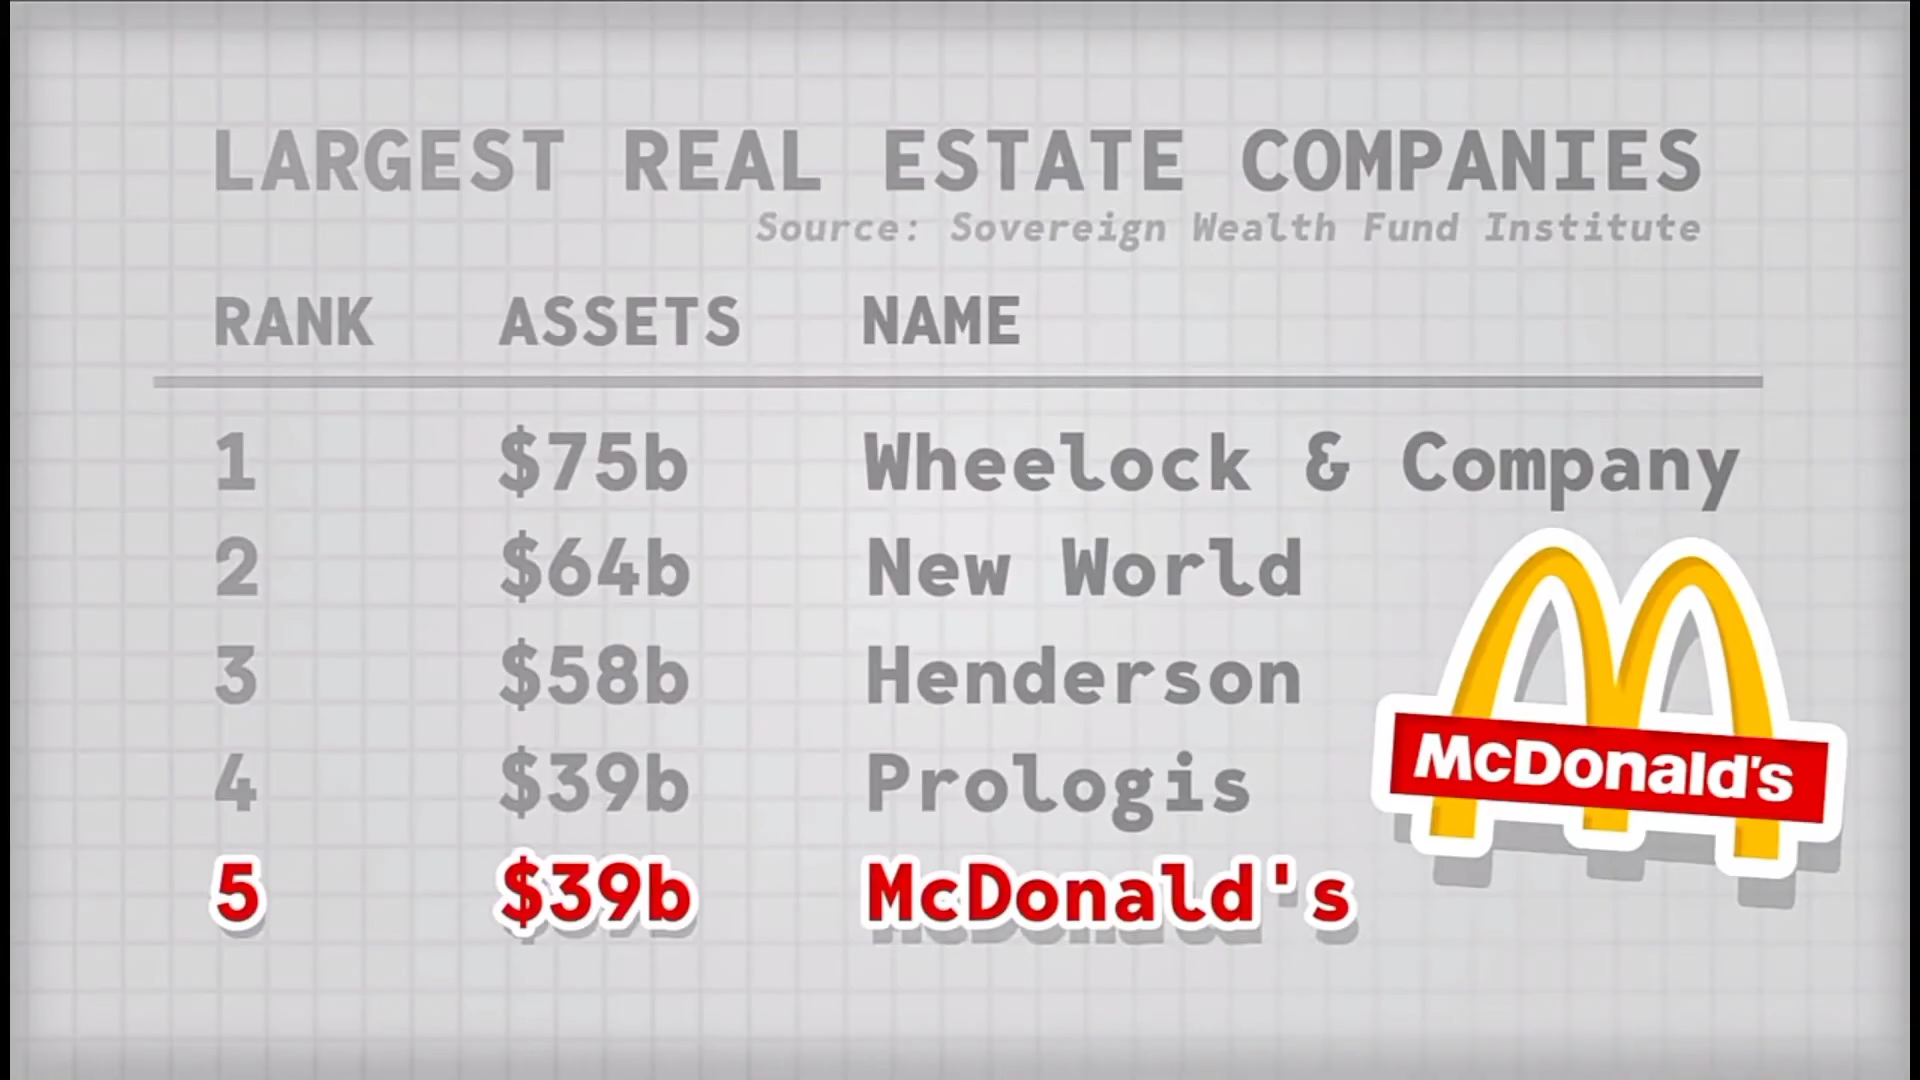 LARGEST REAL ESTATE COMPANIES
Source: Sovereign Wealth Fund Institute
RANK ASSETS NAME
1 $75b Wheelock & Company
2 $64b New World
3 $58b Henderson
4 $39b Prologis
McDonald's
5 $39b McDonald's